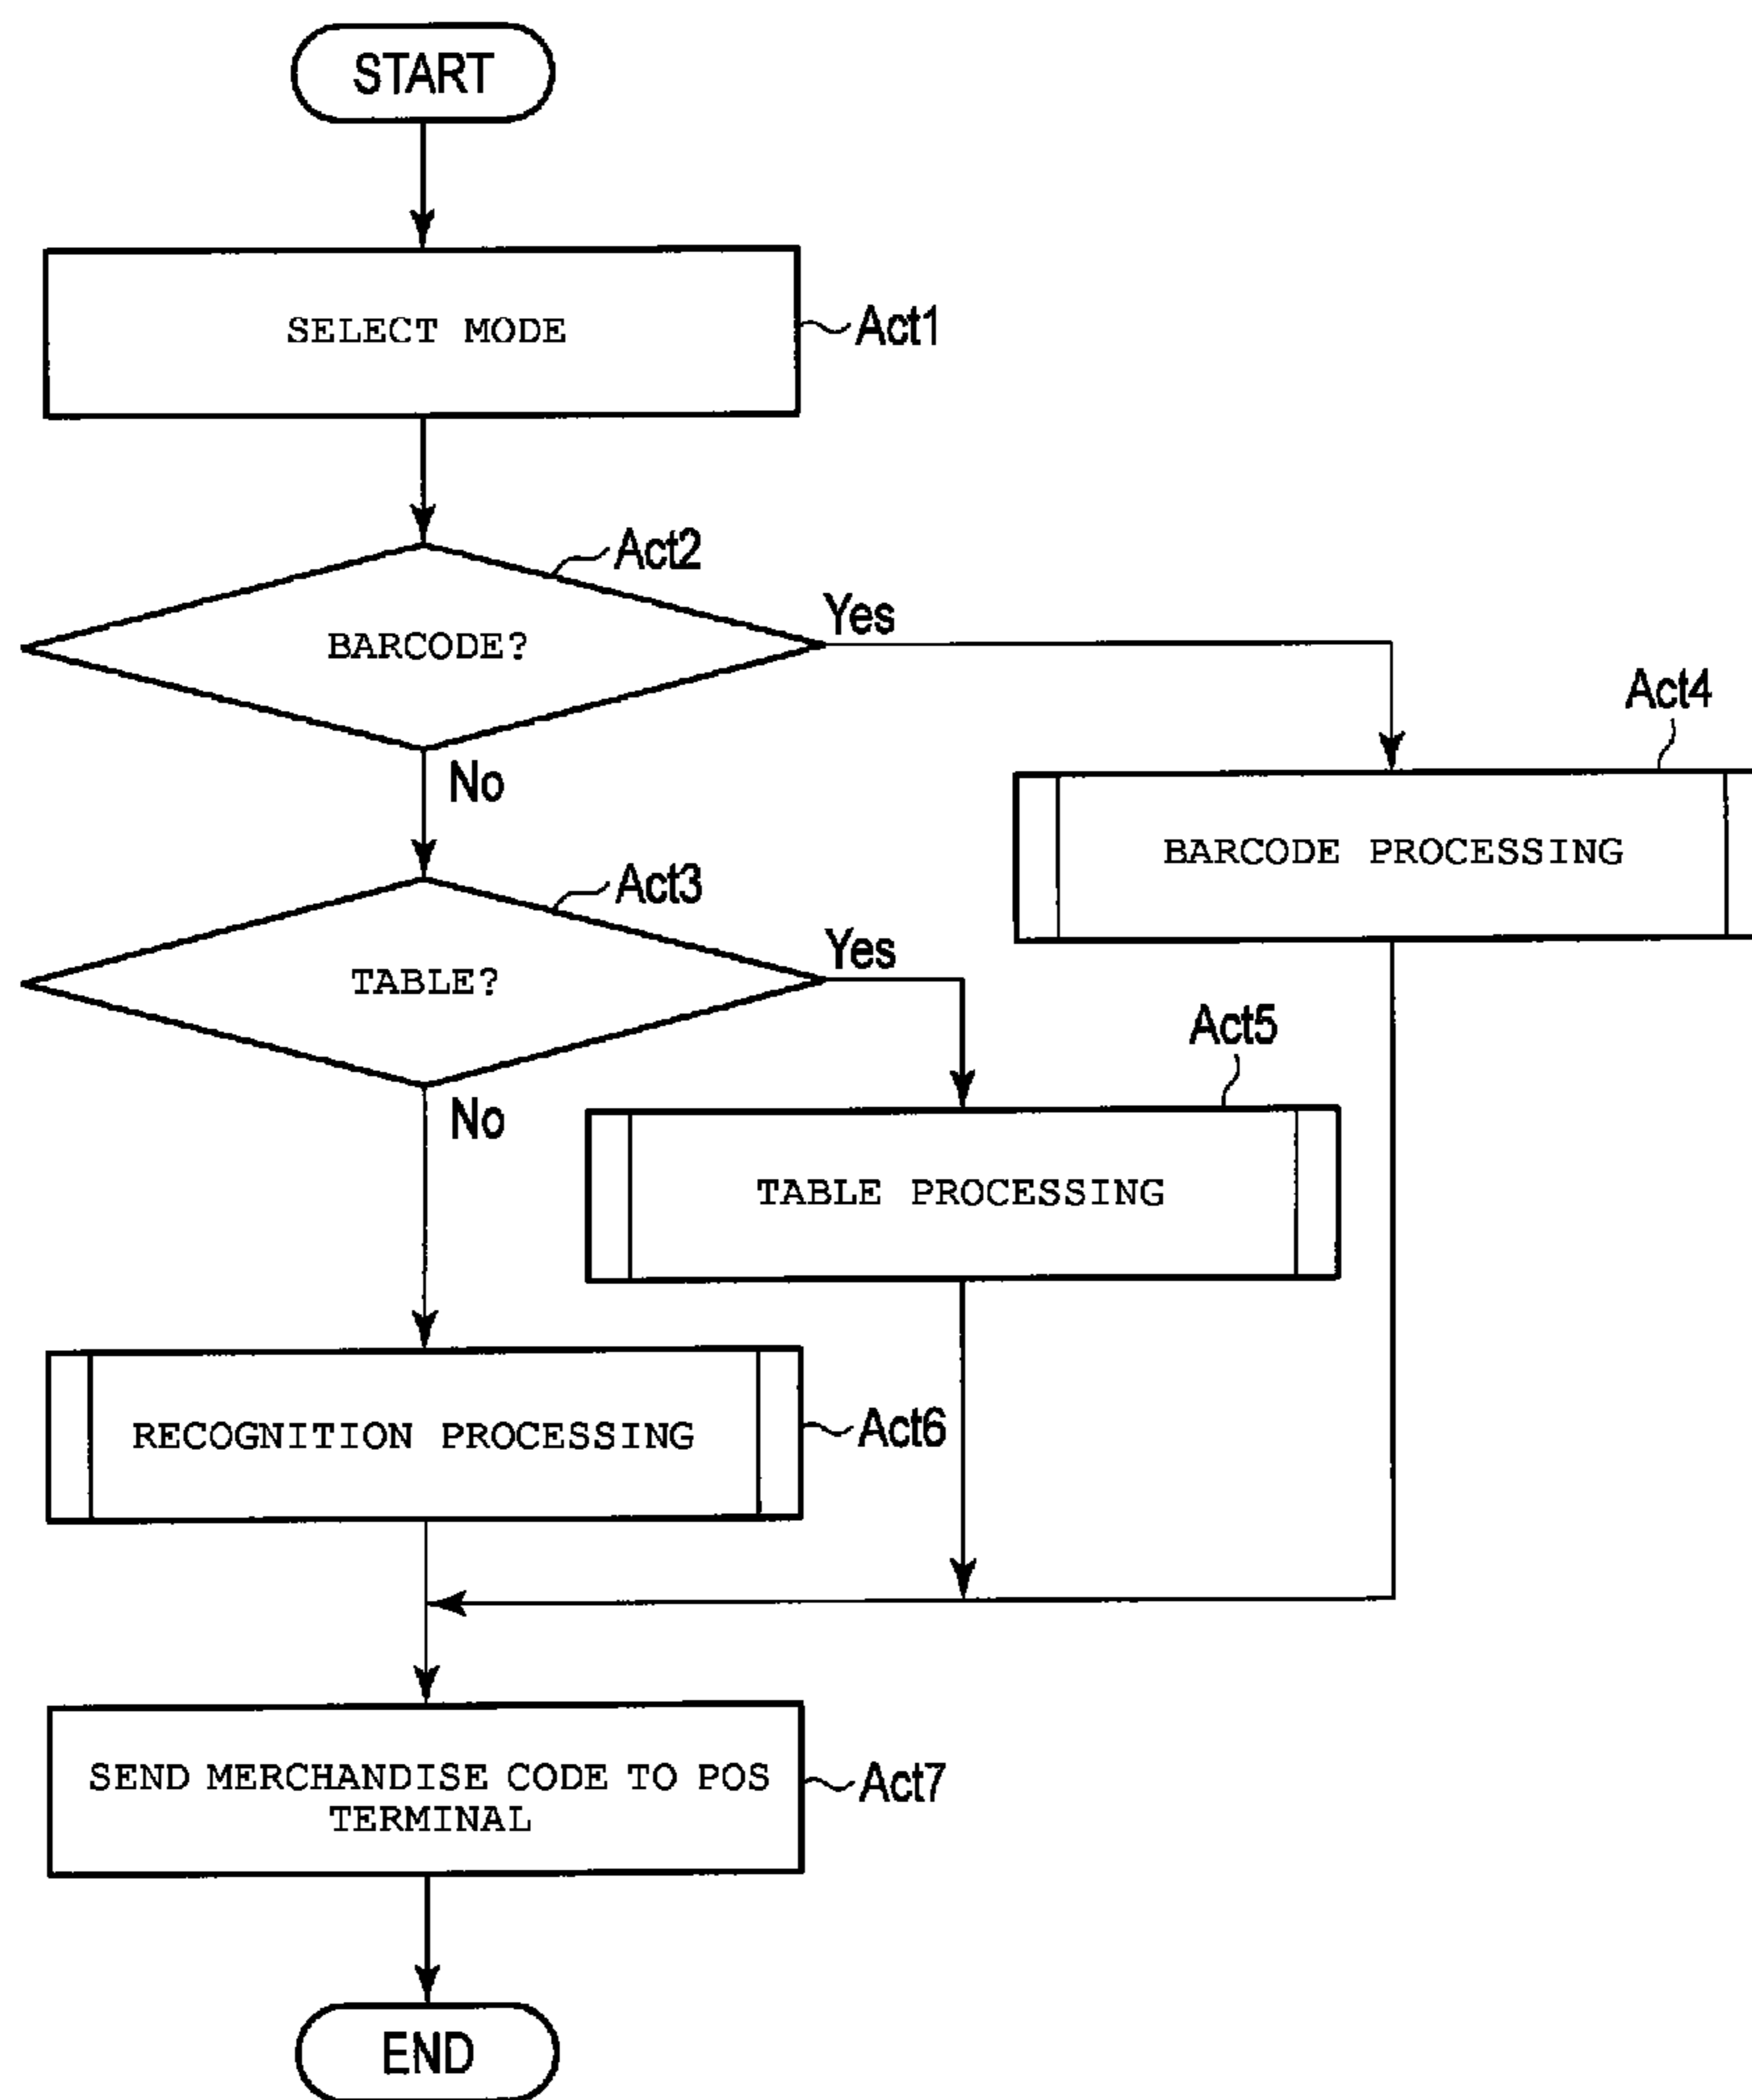 START
SELECT MODE
Act1
Act2
BARCODE?
Yes
No
Act4
BARCODE PROCESSING
Act3
TABLE?
Yes
No
Act5
TABLE PROCESSING
RECOGNITION PROCESSING
Act6
SEND MERCHANDISE CODE TO POS
TERMINAL
Act7
END